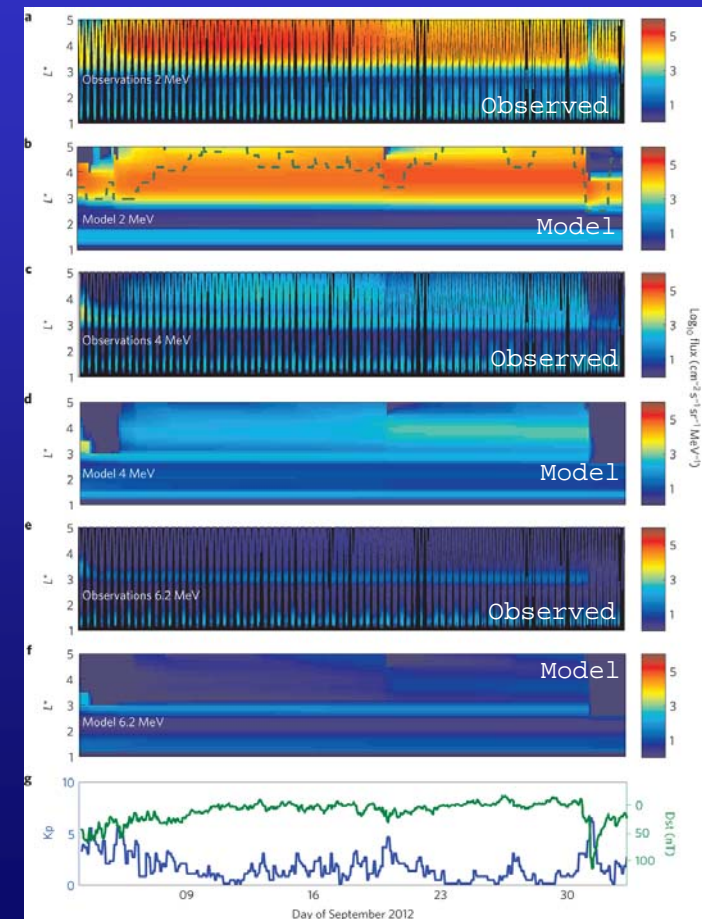 a
5
4
3
2
1
L*
Observations 2 MeV
Observed
5
3
1
b
5
4
3
2
1
L*
Model 2 MeV
Model
5
3
1
c
5
4
3
2
1
L*
Observations 4 MeV
Observed
5
3
1
Log10 flux (cm−2 s−1 sr−1 MeV−1)
d
5
4
3
2
1
L*
Model 4 MeV
Model
5
3
1
e
5
4
3
2
1
L*
Observations 6.2 MeV
Observed
5
3
1
f
5
4
3
2
1
L*
Model 6.2 MeV
Model
5
3
1
g
10
5
0
Kp
0
50
100
Dst (nT)
09
16
23
30
Day of September 2012